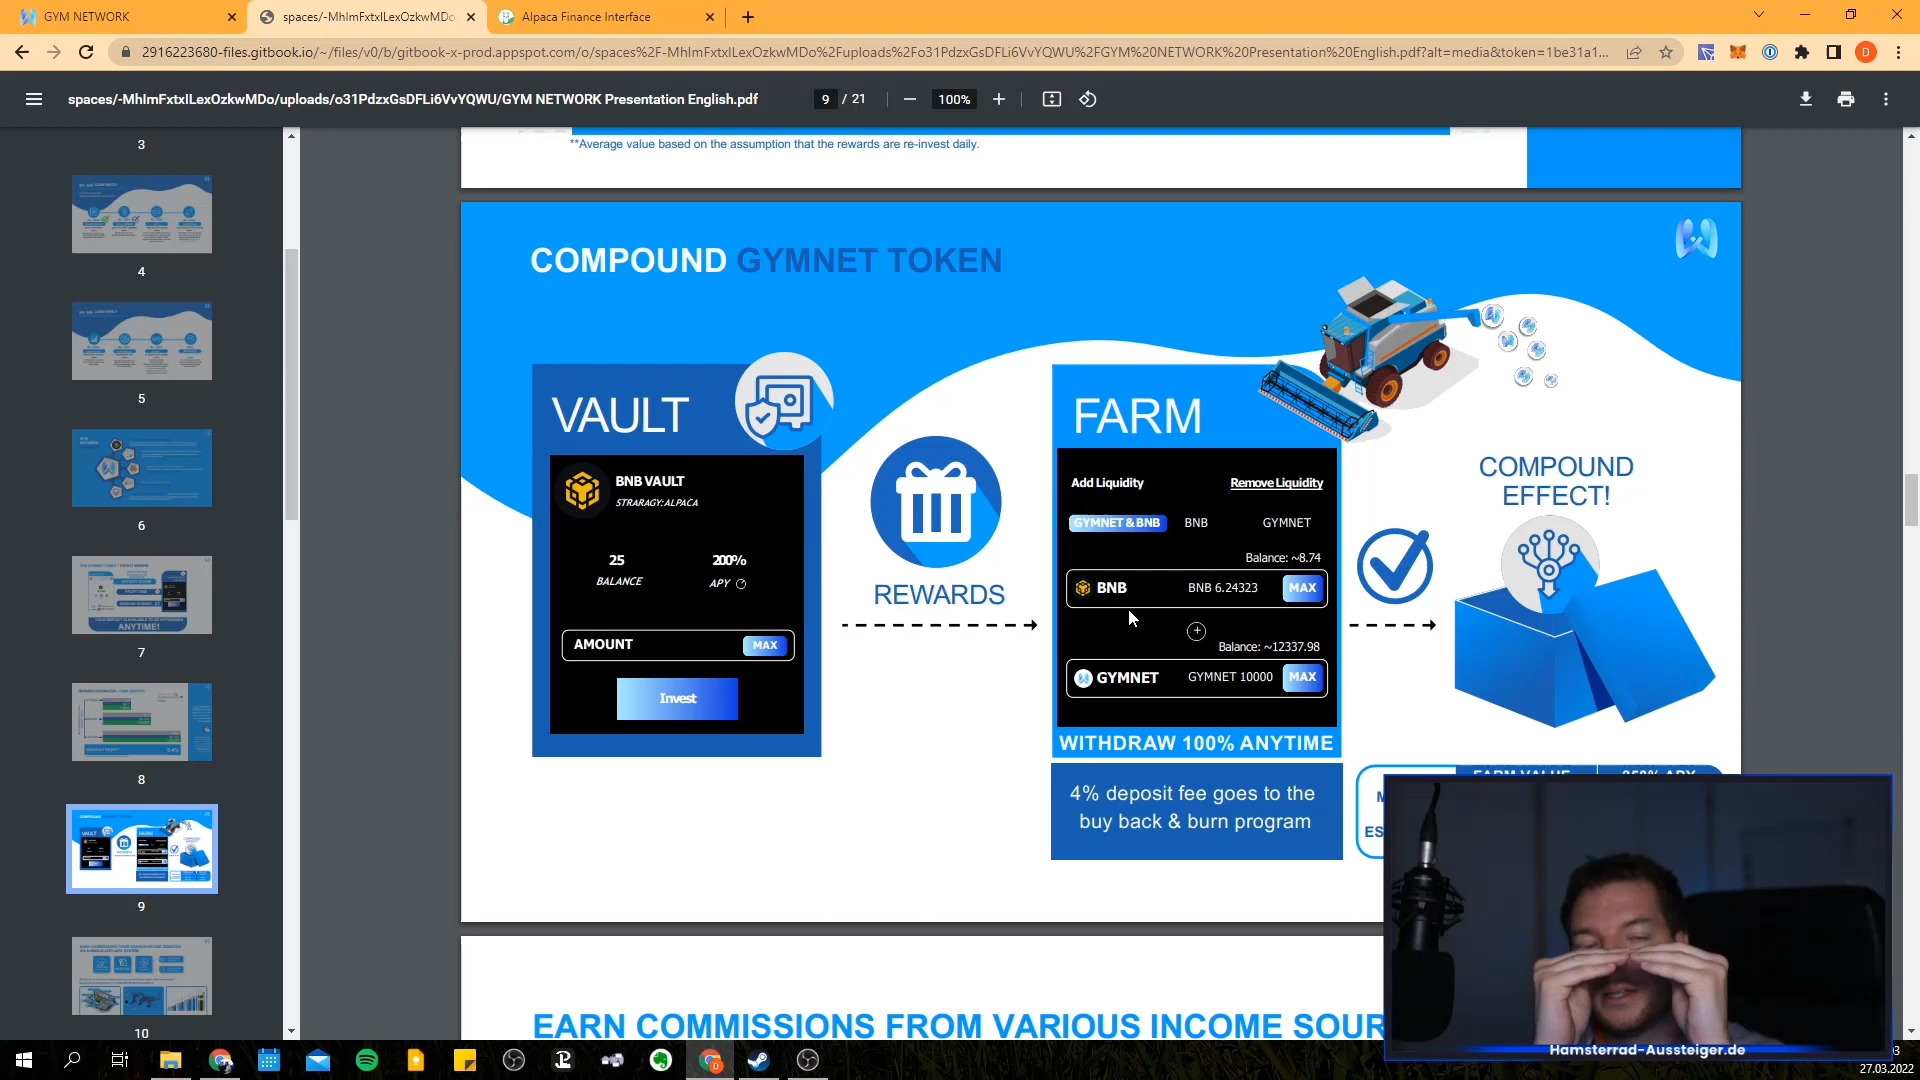 GYM NETWORK
spaces/-MhImFxtxILexOzkwMDo
Alpaca Finance Interface
2916223680-files.gitbook.io/~/files/v0/b/gitbook-x-prod.appspot.com/o/spaces%2F-MhImFxtxILexOzkwMDo%2Fuploads%2Fo31PdzxGsDFLi6VvYQWU%2FGYM%20NETWORK%20Presentation%20English.pdf?alt=media&token=1be31a1...
D
spaces/-MhImFxtxILexOzkwMDo/uploads/o31PdzxGsDFLi6VvYQWU/GYM NETWORK Presentation English.pdf
9 / 21
100%
3
4
5
6
7
8
9
10
**Average value based on the assumption that the rewards are re-invest daily.
COMPOUND GYMNET TOKEN
VAULT
BNB VAULT
STRARAGY:ALPACA
25
200%
BALANCE
APY
AMOUNT
MAX
Invest
REWARDS
FARM
Add Liquidity
Remove Liquidity
GYMNET & BNB
BNB
GYMNET
Balance: ~8.74
BNB
BNB 6.24323
MAX
Balance: ~12337.98
GYMNET
GYMNET 10000
MAX
WITHDRAW 100% ANYTIME
4% deposit fee goes to the
buy back & burn program
COMPOUND
EFFECT!
EARN COMMISSIONS FROM VARIOUS INCOME SOUR
Hamsterrad-Aussteiger.de
27.03.2022